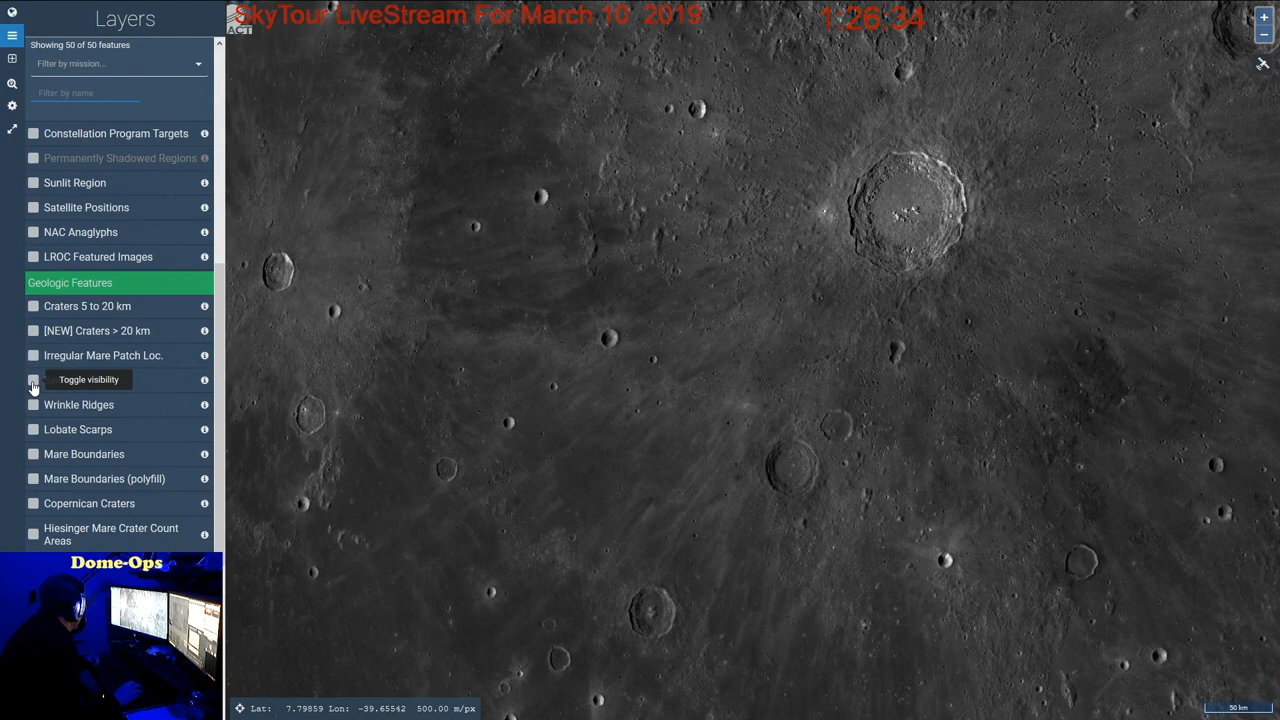 Layers
SkyTour LiveStream For March 10 2019
1:26:34
ACT
Showing 50 of 50 features
Filter by mission...
Filter by name
Constellation Program Targets
Permanently Shadowed Regions
Sunlit Region
Satellite Positions
NAC Anaglyphs
LROC Featured Images
Geologic Features
Craters 5 to 20 km
[NEW] Craters > 20 km
Irregular Mare Patch Loc.
Toggle visibility
Wrinkle Ridges
Lobate Scarps
Mare Boundaries
Mare Boundaries (polyfill)
Copernican Craters
Hiesinger Mare Crater Count
Areas
Dome-Ops
Lat: 7.79859 Lon: -39.65542 500.00 m/px
50 km